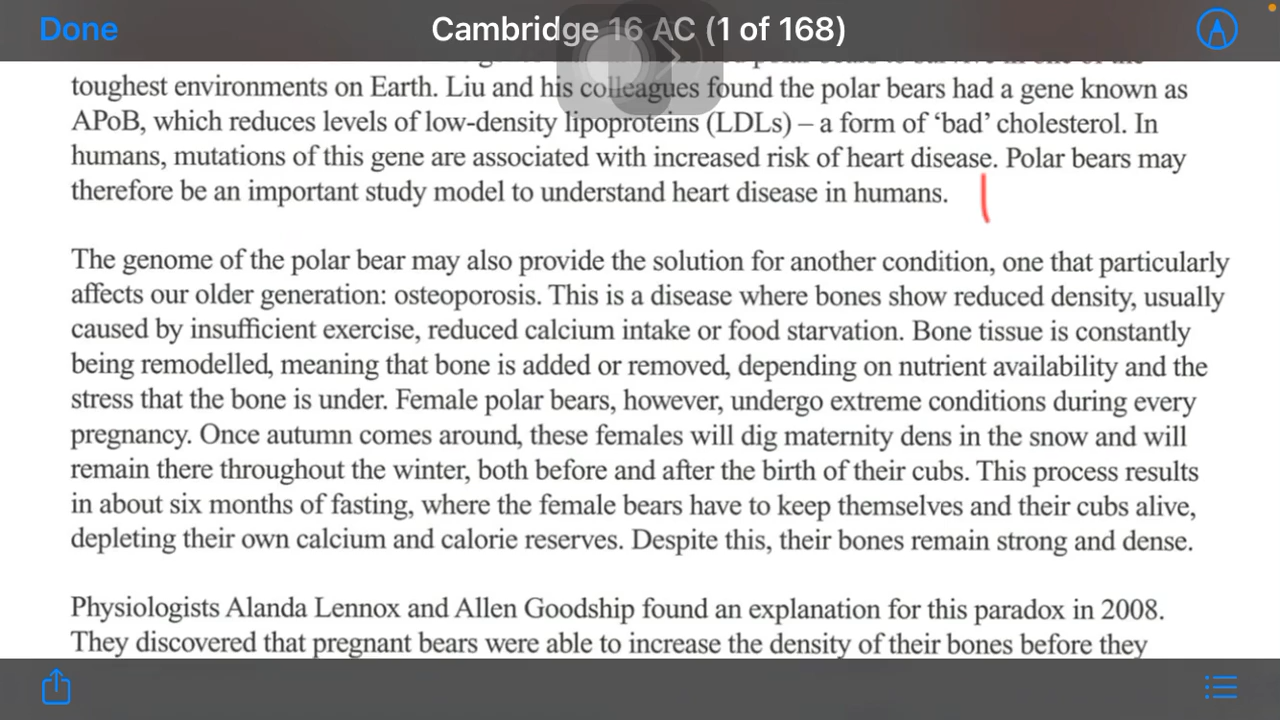 Done
Cambridge 16 AC (1 of 168)
toughest environments on Earth. Liu and his colleagues found the polar bears had a gene known as
APoB, which reduces levels of low-density lipoproteins (LDLs) – a form of ‘bad’ cholesterol. In
humans, mutations of this gene are associated with increased risk of heart disease. Polar bears may
therefore be an important study model to understand heart disease in humans.
The genome of the polar bear may also provide the solution for another condition, one that particularly
affects our older generation: osteoporosis. This is a disease where bones show reduced density, usually
caused by insufficient exercise, reduced calcium intake or food starvation. Bone tissue is constantly
being remodelled, meaning that bone is added or removed, depending on nutrient availability and the
stress that the bone is under. Female polar bears, however, undergo extreme conditions during every
pregnancy. Once autumn comes around, these females will dig maternity dens in the snow and will
remain there throughout the winter, both before and after the birth of their cubs. This process results
in about six months of fasting, where the female bears have to keep themselves and their cubs alive,
depleting their own calcium and calorie reserves. Despite this, their bones remain strong and dense.
Physiologists Alanda Lennox and Allen Goodship found an explanation for this paradox in 2008.
They discovered that pregnant bears were able to increase the density of their bones before they